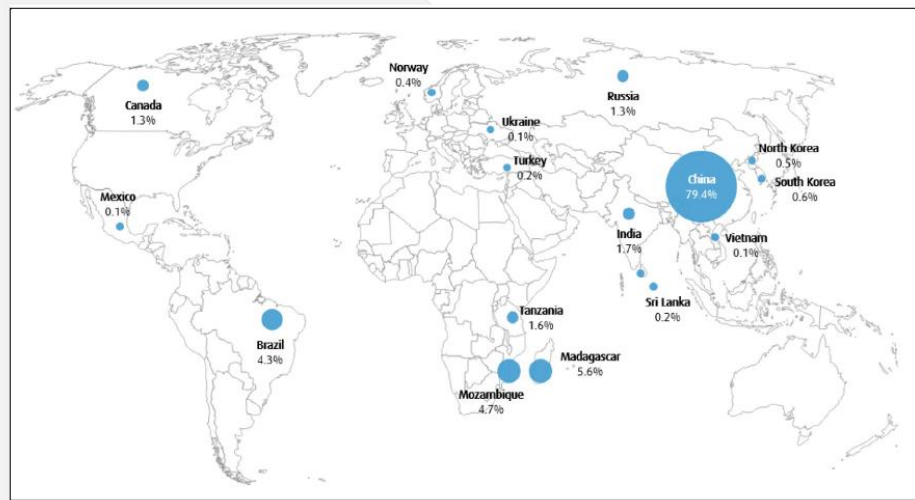 Norway
0.4%
Canada
1.3%
Russia
1.3%
Ukraine
0.1%
Turkey
0.2%
North Korea
0.5%
China
79.4%
South Korea
0.6%
Mexico
0.1%
India
1.7%
Vietnam
0.1%
Sri Lanka
0.2%
Tanzania
1.6%
Brazil
4.3%
Madagascar
5.6%
Mozambique
4.7%